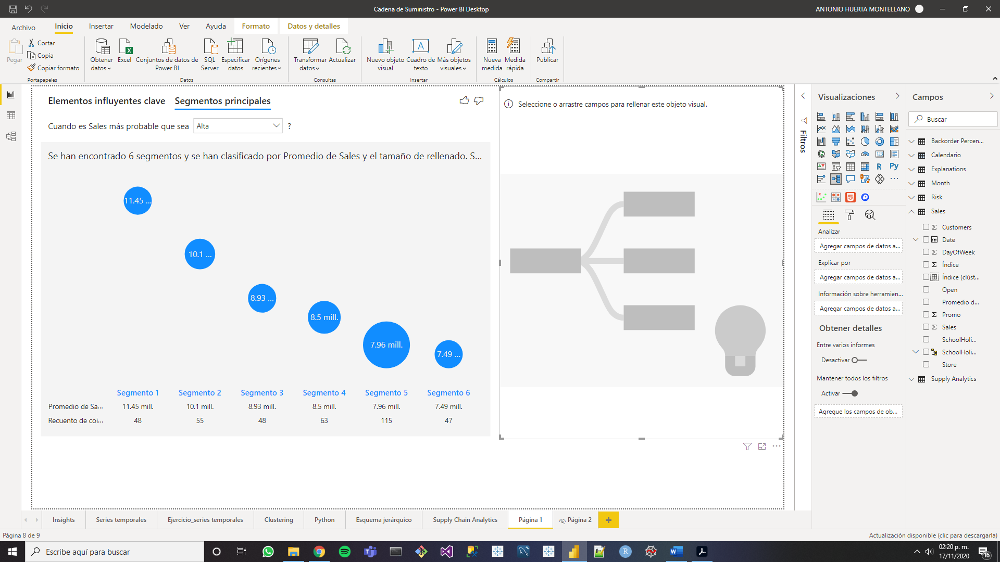 Cadena de Suministro - Power BI Desktop
ANTONIO HUERTA MONTELLANO
Archivo
Inicio
Insertar
Modelado
Ver
Ayuda
Formato
Datos y detalles
Pegar
Cortar
Copia
Copiar formato
Portapapeles
Obtener datos
Excel
Conjuntos de datos de Power BI
SQL Server
Especificar datos
Orígenes recientes
Datos
Transformar datos
Actualizar
Consultas
Nuevo objeto visual
Cuadro de texto
Más objetos visuales
Insertar
Nueva medida
Medida rápida
Cálculos
Publicar
Compartir
Elementos influyentes clave
Segmentos principales
Cuando es Sales más probable que sea
Alta
?
Se han encontrado 6 segmentos y se han clasificado por Promedio de Sales y el tamaño de rellenado. S...
11.45 ...
10.1 ...
8.93 ...
8.5 mill.
7.96 mill.
7.49 ...
Segmento 1 Segmento 2 Segmento 3 Segmento 4 Segmento 5 Segmento 6
Promedio de Sa... 11.45 mill. 10.1 mill. 8.93 mill. 8.5 mill. 7.96 mill. 7.49 mill.
Recuento de coi... 48 55 48 63 115 47
Seleccione o arrastre campos para rellenar este objeto visual.
Filtros
Visualizaciones
R
Py
123
5
Analizar
Agregar campos de datos a...
Explicar por
Agregar campos de datos a...
Información sobre herramien...
Agregar campos de datos a...
Obtener detalles
Entre varios informes
Desactivar
Mantener todos los filtros
Activar
Agregue los campos de ob...
Campos
Buscar
Backorder Percen...
Calendario
Explanations
Month
Risk
Sales
Customers
Date
DayOfWeek
Índice
Índice (clúst...
Open
Promedio d...
Promo
Sales
SchoolHoli...
SchoolHoli...
Store
Supply Analytics
Insights
Series temporales
Ejercicio_series temporales
Clustering
Python
Esquema jerárquico
Supply Chain Analytics
Página 1
Página 2
+
Página 8 de 9
Actualización disponible (clic para descargarla)
Escribe aquí para buscar
02:20 p. m.
17/11/2020
16